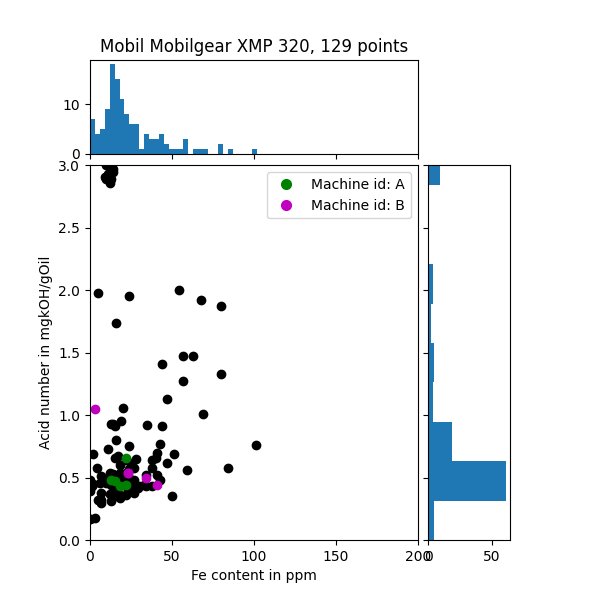 Mobil Mobilgear XMP 320, 129 points
10
0
3.0
2.5
2.0
1.5
1.0
0.5
0.0
Acid number in mgkOH/gOil
Machine id: A
Machine id: B
0 50 100 150 200
0 50
Fe content in ppm